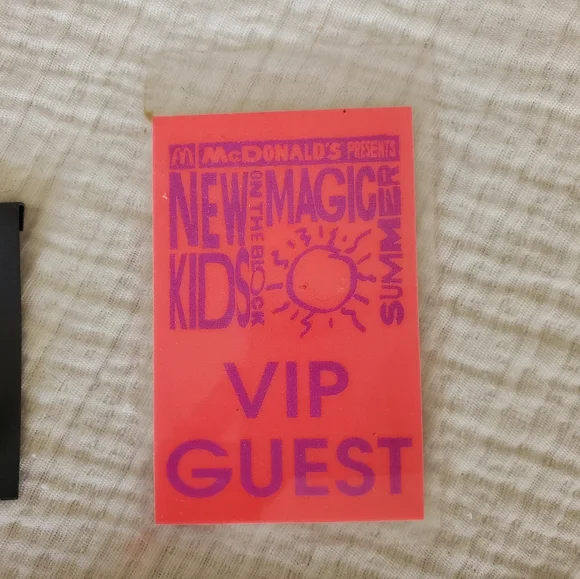 M McDONALD'S PRESENTS
NEW KIDS
ON THE BLOCK
MAGIC
SUMMER
VIP
GUEST